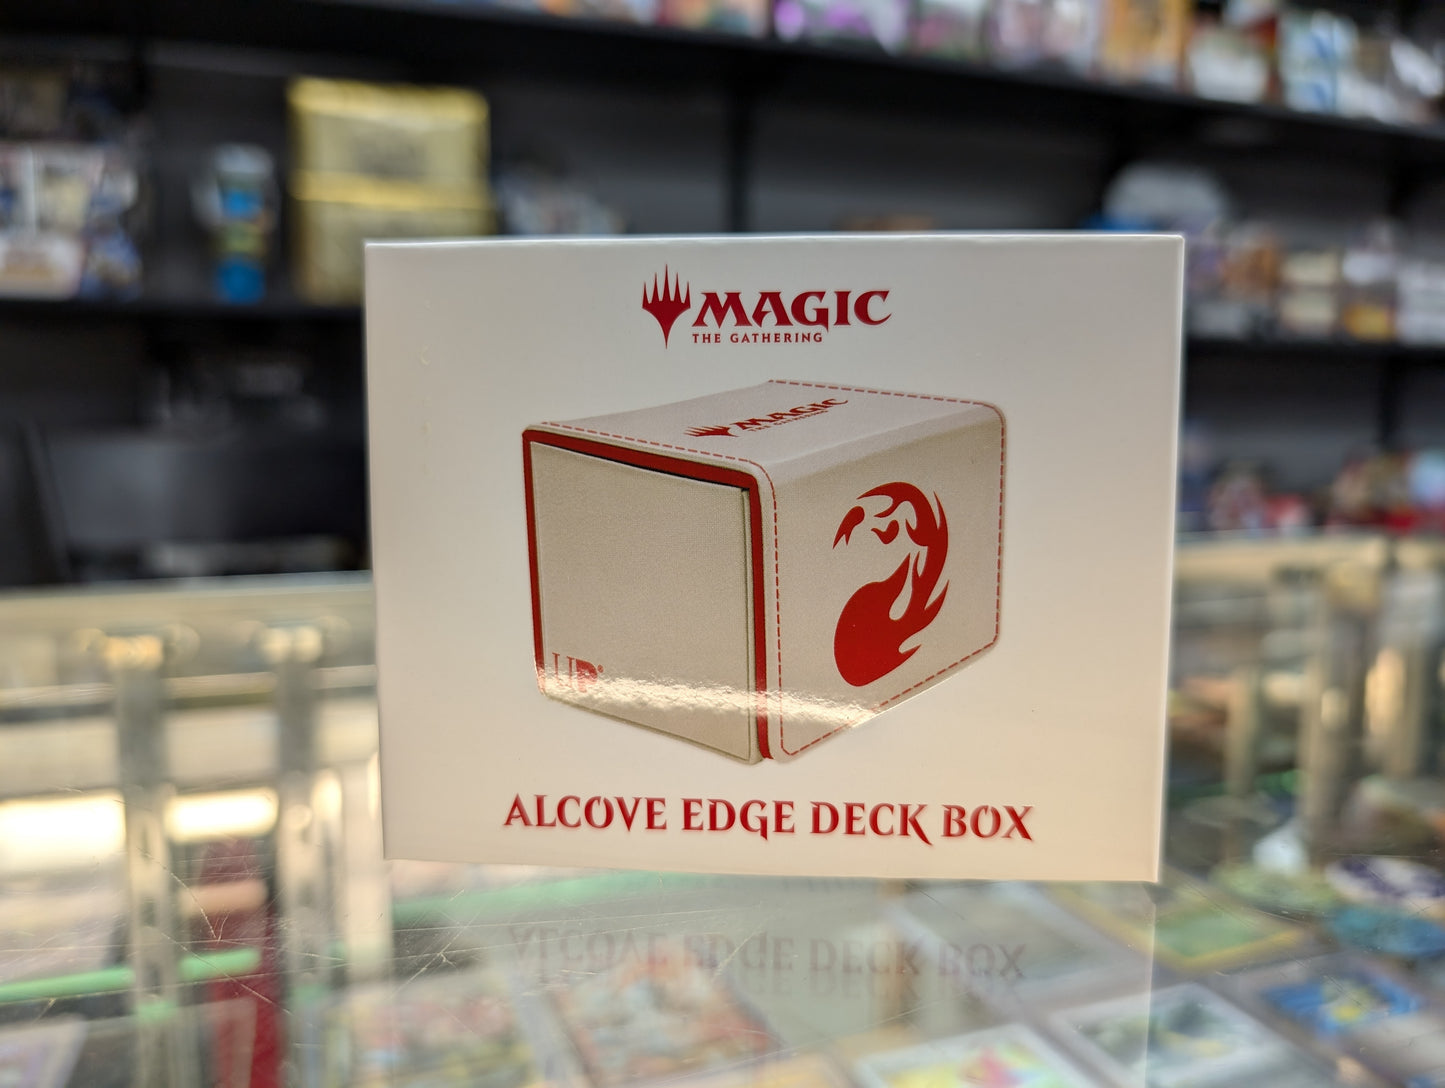 MAGIC
THE GATHERING
MAGIC
THE GATHERING
UP®
ALCOVE EDGE DECK BOX